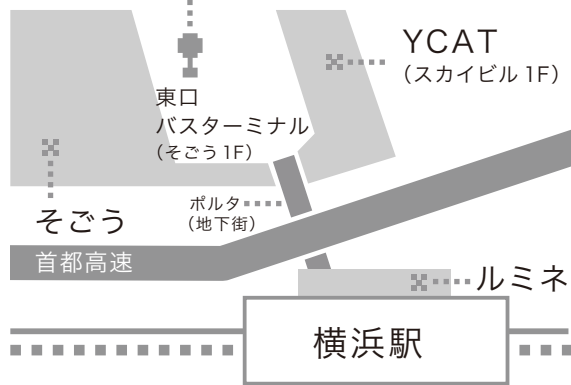 YCAT
（スカイビル 1F）
東口
バスターミナル
（そごう 1F）
ポルタ
（地下街）
そごう
首都高速
ルミネ
横浜駅